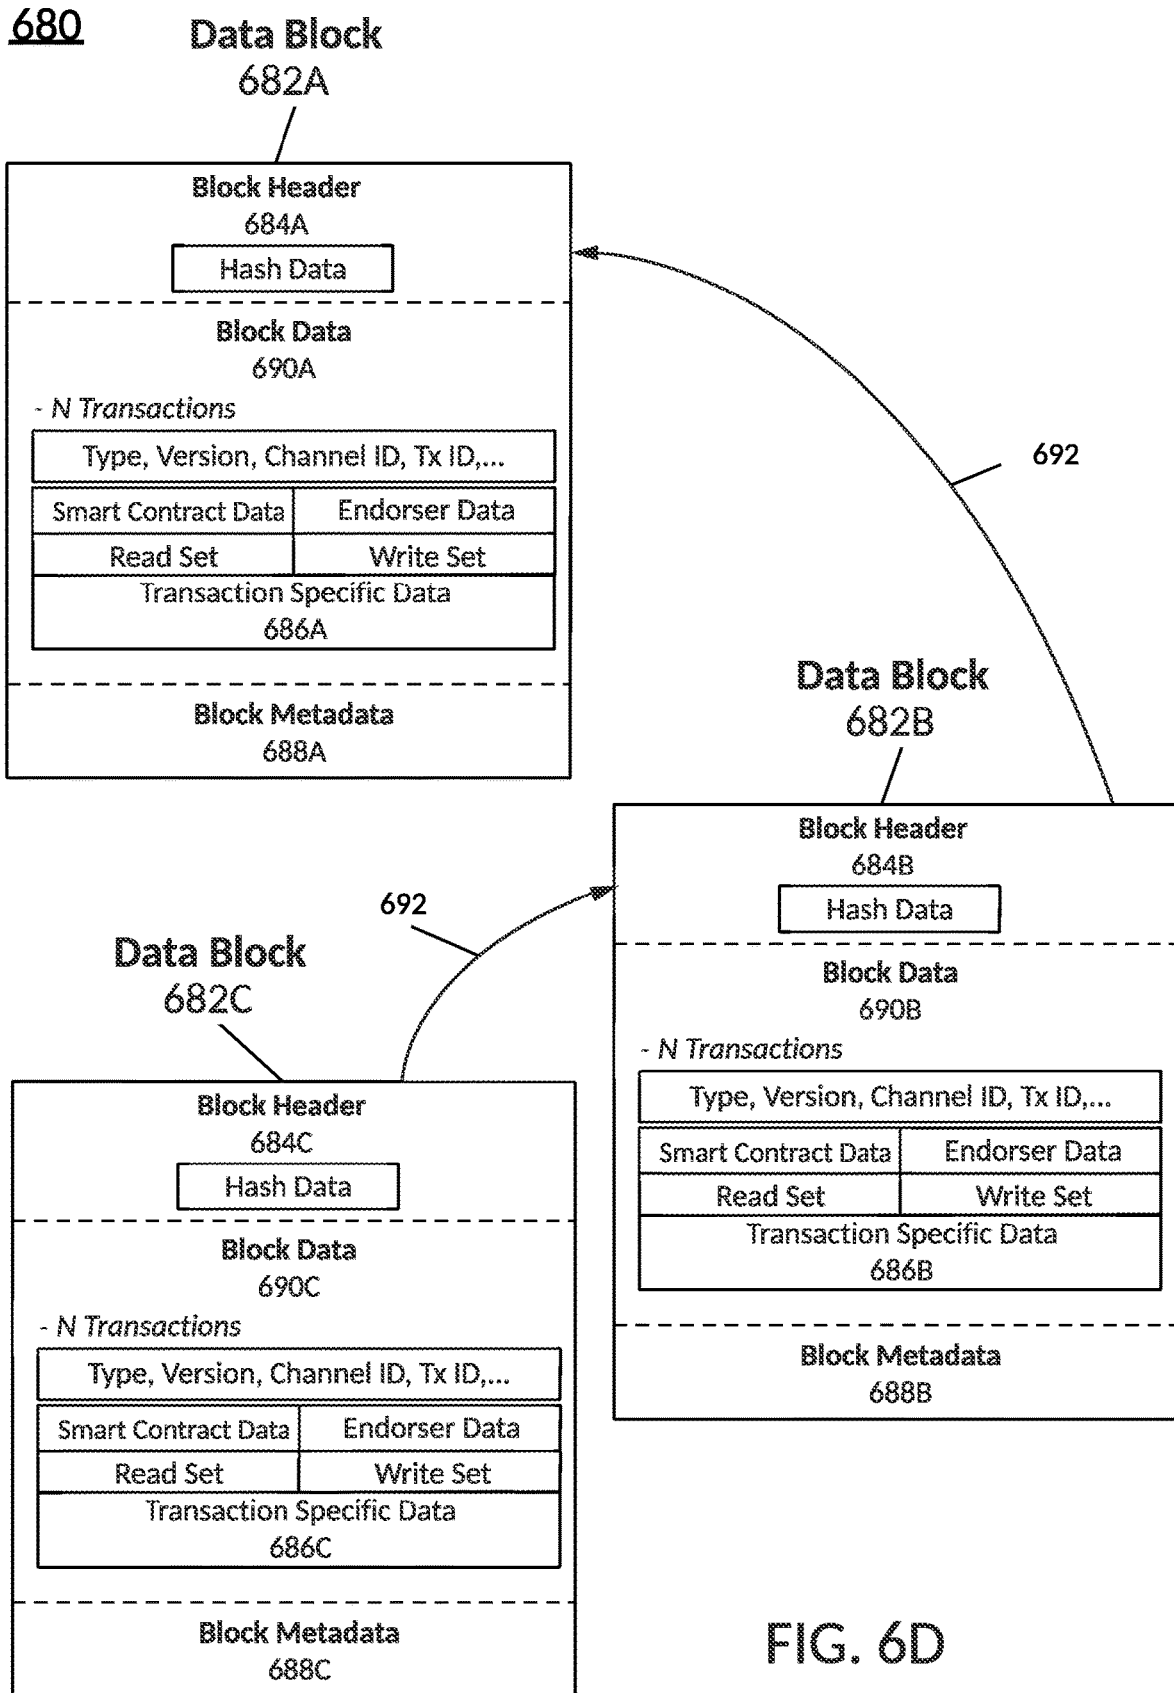 680
Data Block
682A
Block Header
684A
Hash Data
Block Data
690A
- N Transactions
Type, Version, Channel ID, Tx ID,...
Smart Contract Data
Endorser Data
Read Set
Write Set
Transaction Specific Data
686A
Block Metadata
688A
692
Data Block
682B
Block Header
684B
Hash Data
Block Data
690B
- N Transactions
Type, Version, Channel ID, Tx ID,...
Smart Contract Data
Endorser Data
Read Set
Write Set
Transaction Specific Data
686B
Block Metadata
688B
692
Data Block
682C
Block Header
684C
Hash Data
Block Data
690C
- N Transactions
Type, Version, Channel ID, Tx ID,...
Smart Contract Data
Endorser Data
Read Set
Write Set
Transaction Specific Data
686C
Block Metadata
688C
FIG. 6D